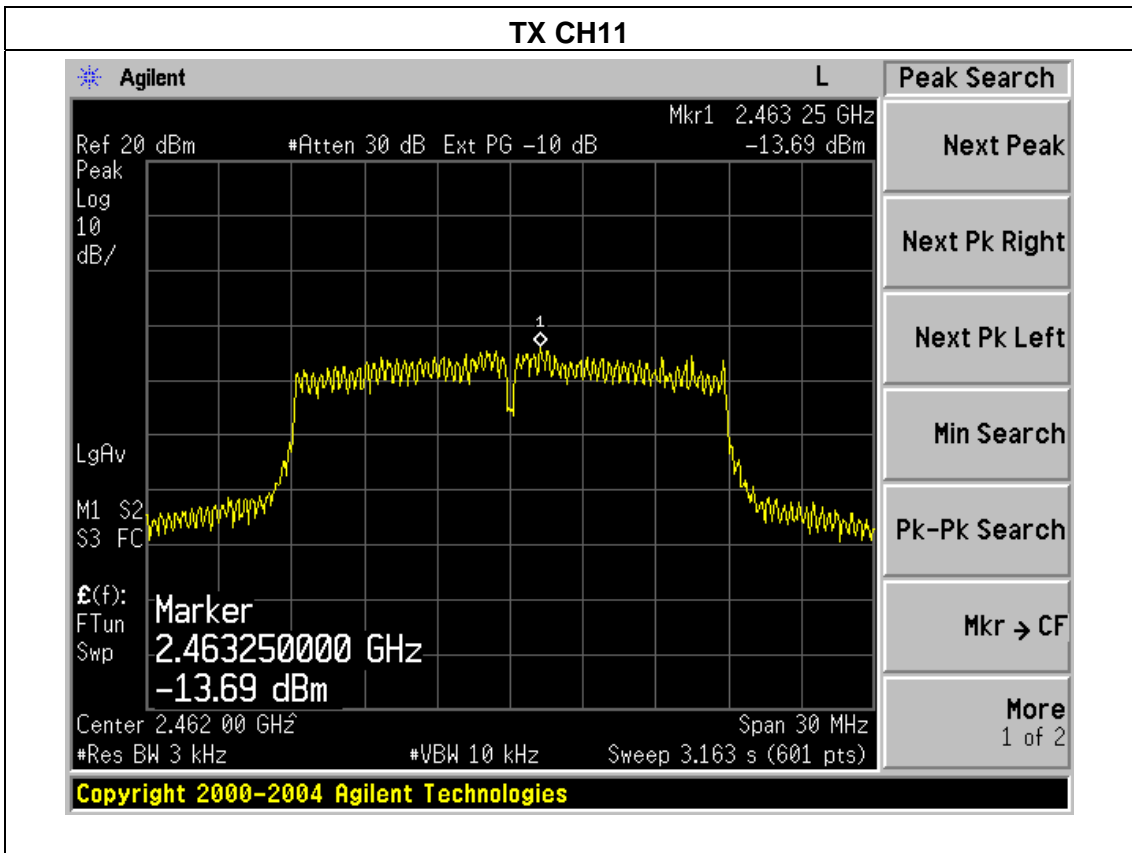 TX CH11
Agilent L Peak Search
Mkr1 2.463 25 GHz
Ref 20 dBm #Atten 30 dB Ext PG -10 dB -13.69 dBm
Peak
Log
10
dB/
1
LgAv
M1 S2
S3 FC
£(f):
FTun
Swp
Marker
2.463250000 GHz
-13.69 dBm
Center 2.462 00 GHz Span 30 MHz
#Res BW 3 kHz #VBW 10 kHz Sweep 3.163 s (601 pts)
Next Peak
Next Pk Right
Next Pk Left
Min Search
Pk-Pk Search
Mkr → CF
More
1 of 2
Copyright 2000-2004 Agilent Technologies